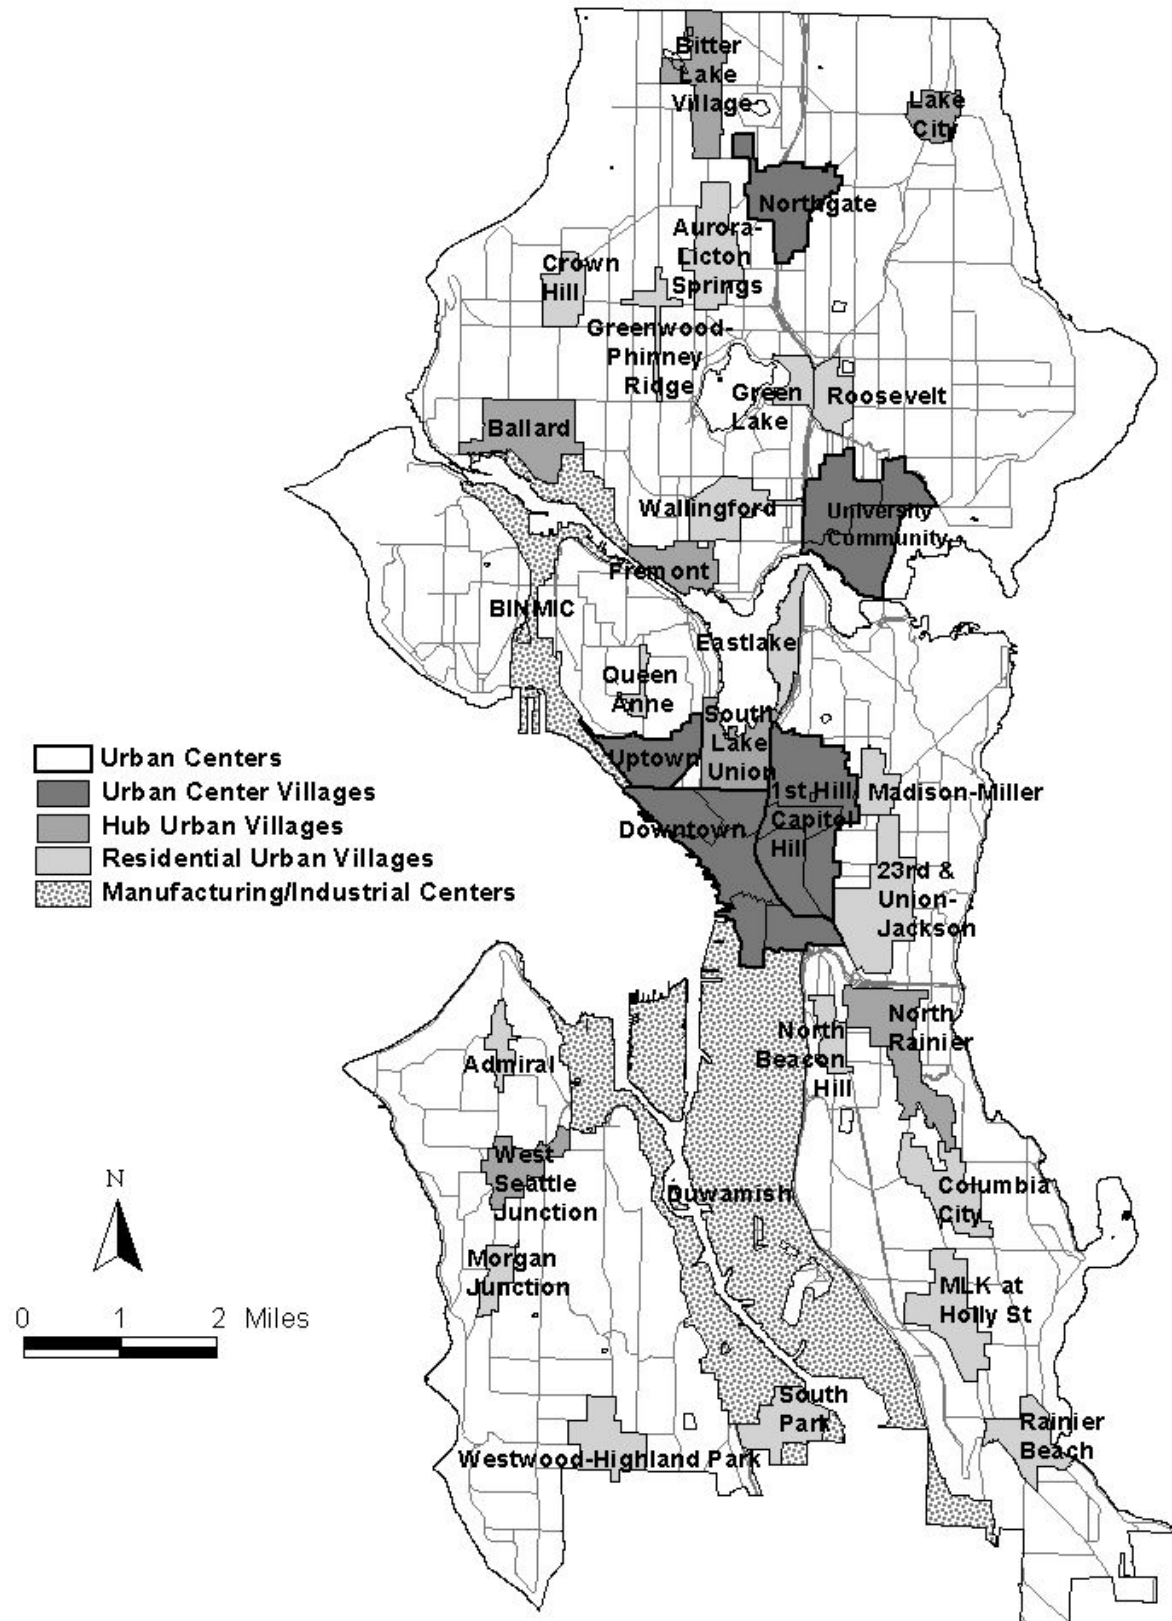 Bitter
Lake
Village
Lake
City
Northgate
Aurora-
Licton
Springs
Crown
Hill
Greenwood-
Phinney
Ridge
Green
Lake
Roosevelt
Ballard
Wallingford
University
Community
Fremont
BINMIC
Eastlake
Queen
Anne
South
Lake
Union
Uptown
Urban Centers
Urban Center Villages
Hub Urban Villages
Residential Urban Villages
Manufacturing/Industrial Centers
1st Hill/
Capitol
Hill
Madison-Miller
Downtown
23rd &
Union-
Jackson
North
Rainier
North
Beacon
Hill
Admiral
West
Seattle
Junction
Duwamish
Columbia
City
N
Morgan
Junction
MLK at
Holly St
0 1 2 Miles
South
Park
Rainier
Beach
Westwood-Highland Park